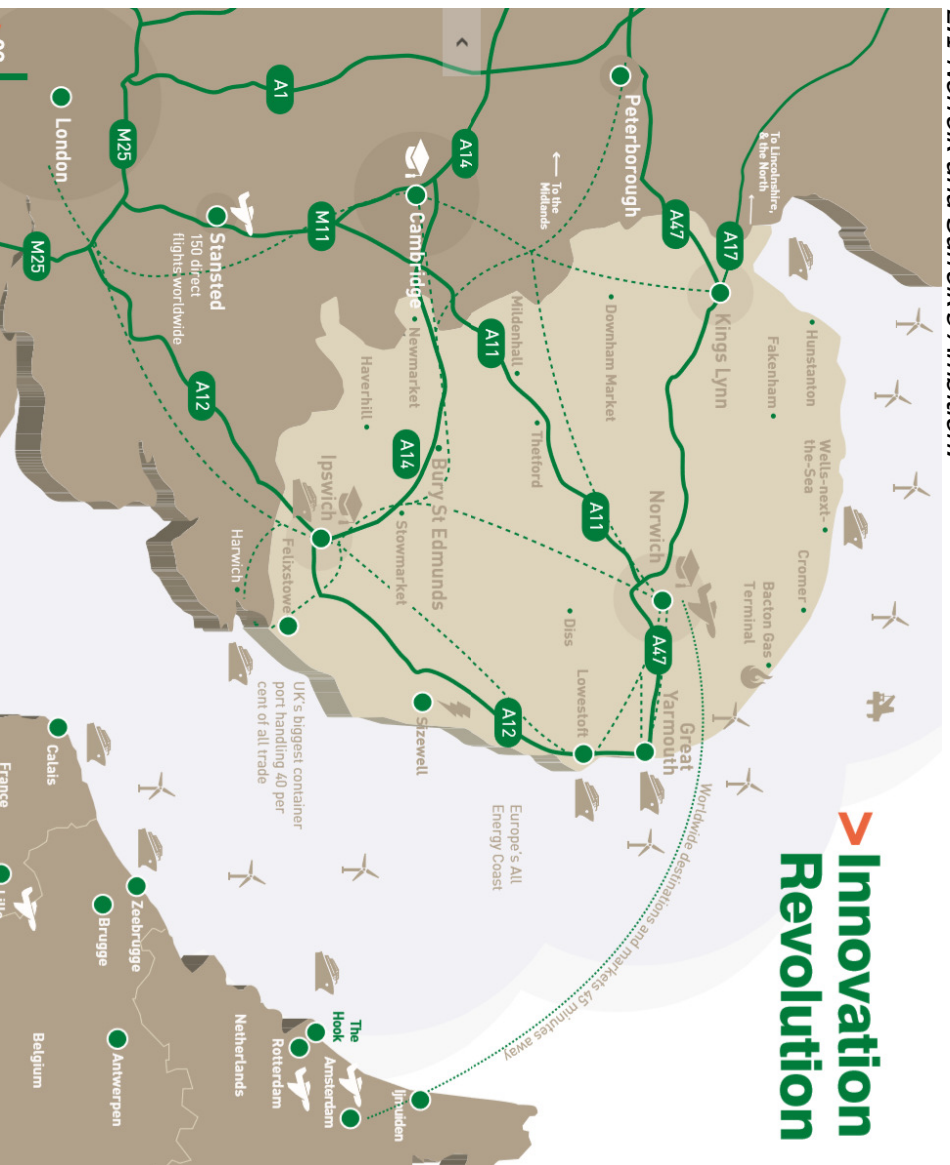 > Innovation
Revolution
To Lincolnshire,
& the North
A17
A47
Kings Lynn
Hunstanton
Fakenham
Wells-next-
the-Sea
Cromer
Bacton Gas
Terminal
Peterborough
To the
Midlands
Downham Market
Norwich
A47
Great
Yarmouth
A11
Mildenhall
Thetford
A11
Diss
Lowestoft
A14
Cambridge
Newmarket
Haverhill
A14
Bury St Edmunds
Stowmarket
A12
Sizewell
A1
M11
Stansted
150 direct
flights worldwide
Ipswich
Felixstowe
Harwich
A12
M25
London
M25
UK's biggest container
port handling 40 per
cent of all trade
Europe's All
Energy Coast
Worldwide destinations and markets 45 minutes away
Ijmuiden
Amsterdam
The
Hook
Rotterdam
Netherlands
Zeebrugge
Brugge
Antwerpen
Belgium
Calais
France